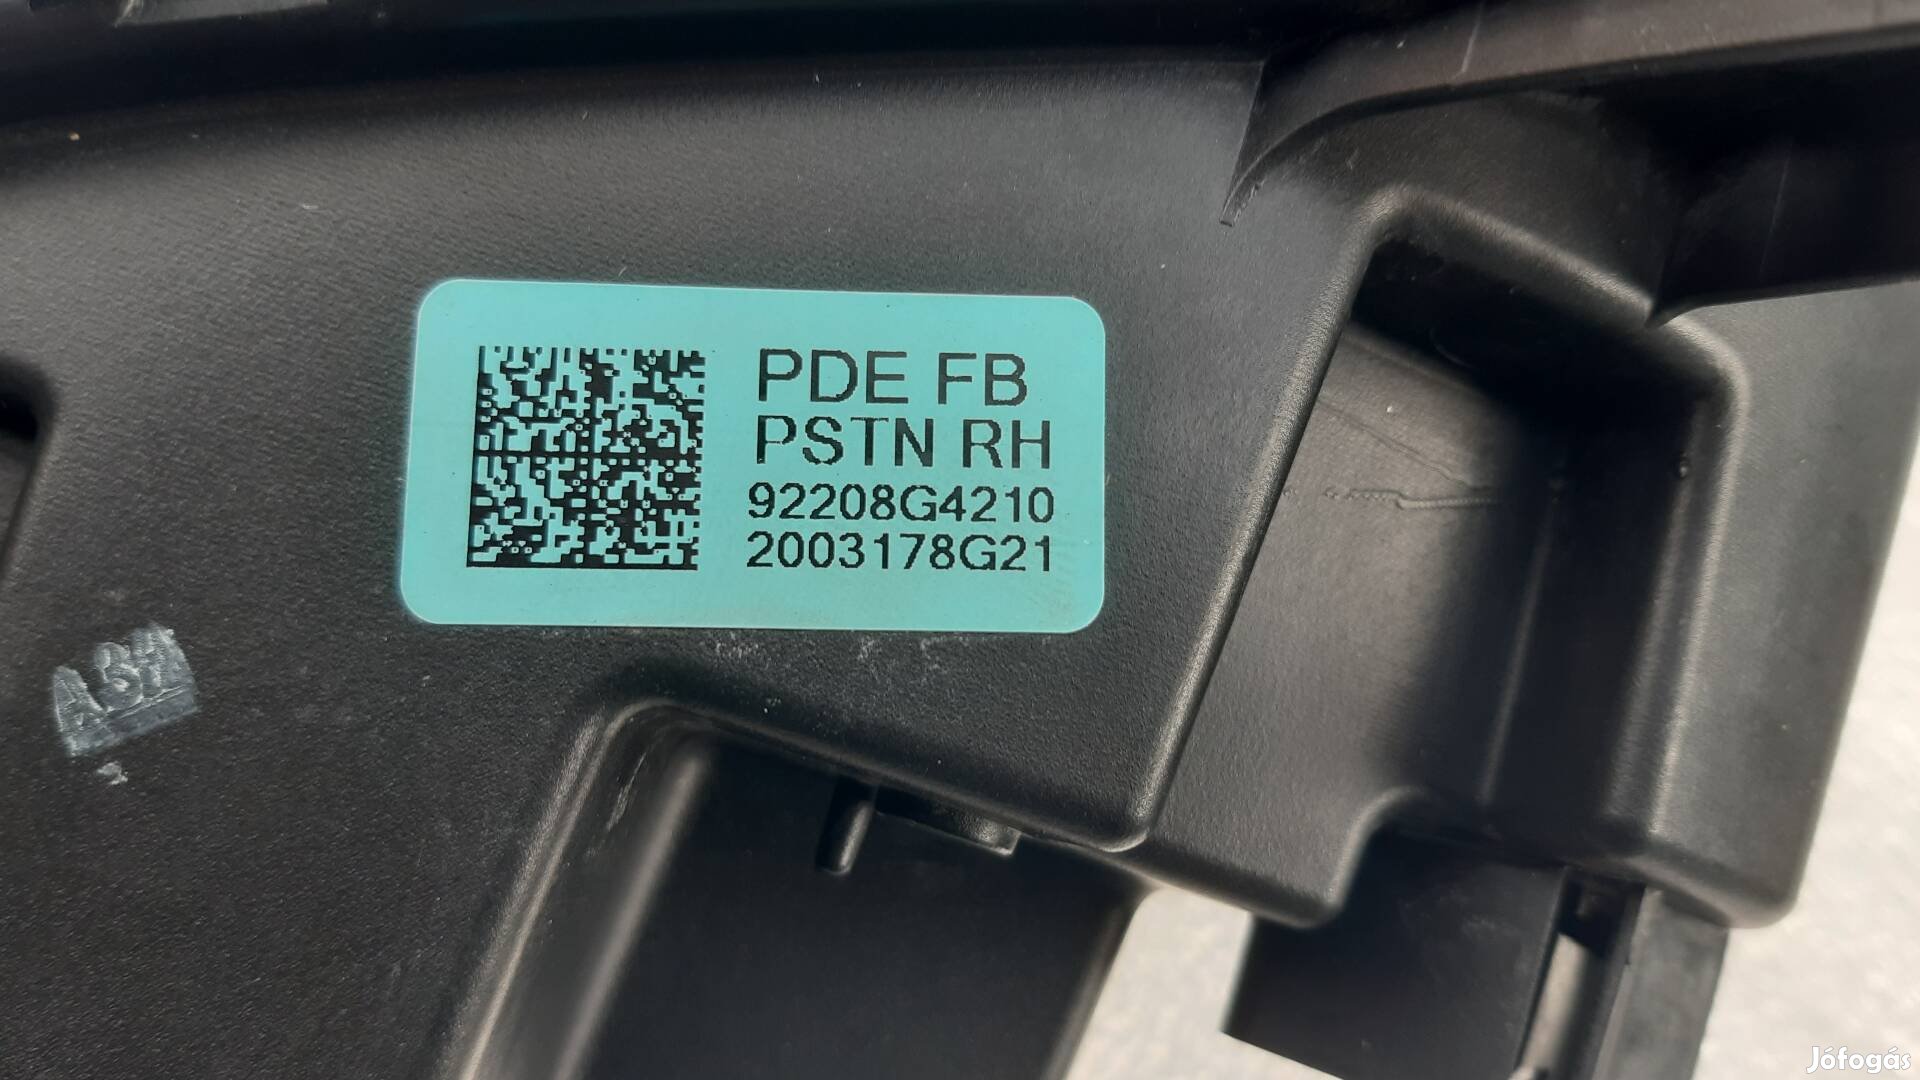 PDE FB
PSTN RH
92208G4210
2003178G21
Jófogás